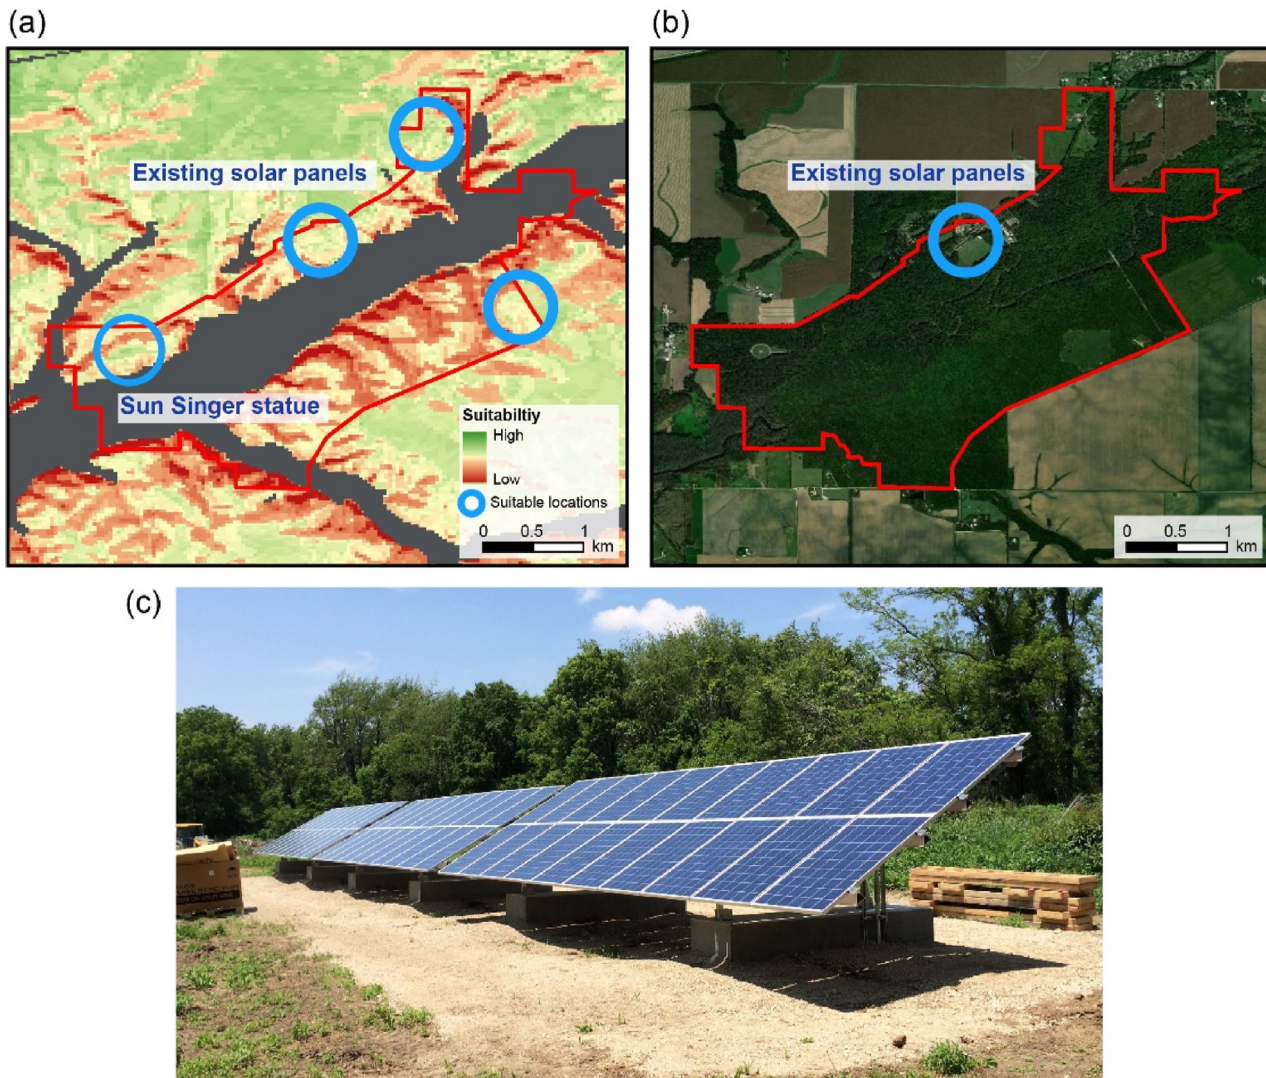 (a)
(b)
Existing solar panels
Existing solar panels
Sun Singer statue
Suitabiltiy
High
Low
Suitable locations
0 0.5 1
km
0 0.5 1
km
(c)